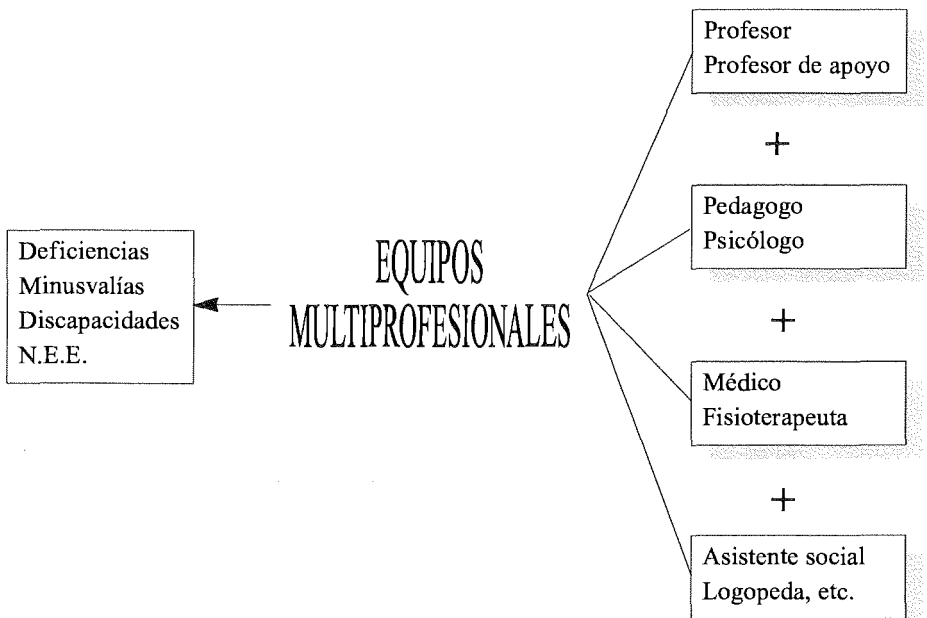 Profesor
Profesor de apoyo
+
Pedagogo
Psicólogo
+
Médico
Fisioterapeuta
+
Asistente social
Logopeda, etc.
EQUIPOS
MULTIPROFESIONALES
Deficiencias
Minusvalías
Discapacidades
N.E.E.